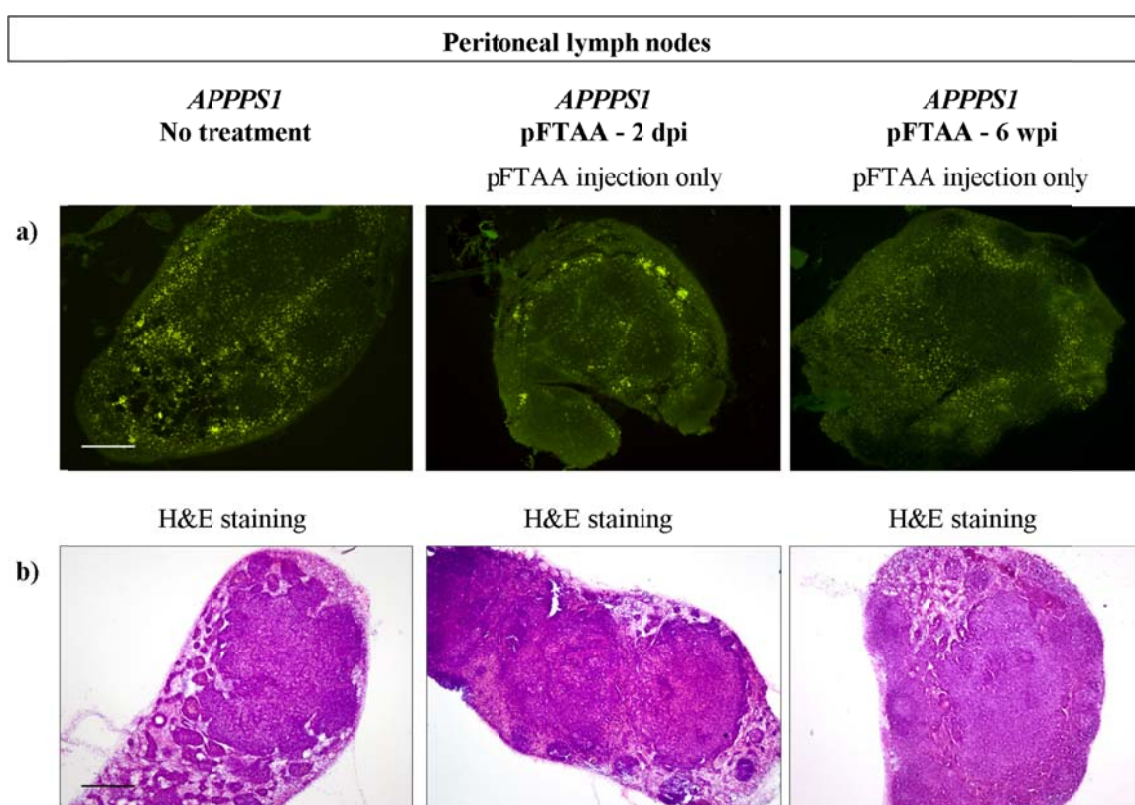 Peritoneal lymph nodes
APPPS1 APPPS1 APPPS1
No treatment pFTAA - 2 dpi pFTAA - 6 wpi
pFTAA injection only pFTAA injection only
a)
H&E staining H&E staining H&E staining
b)